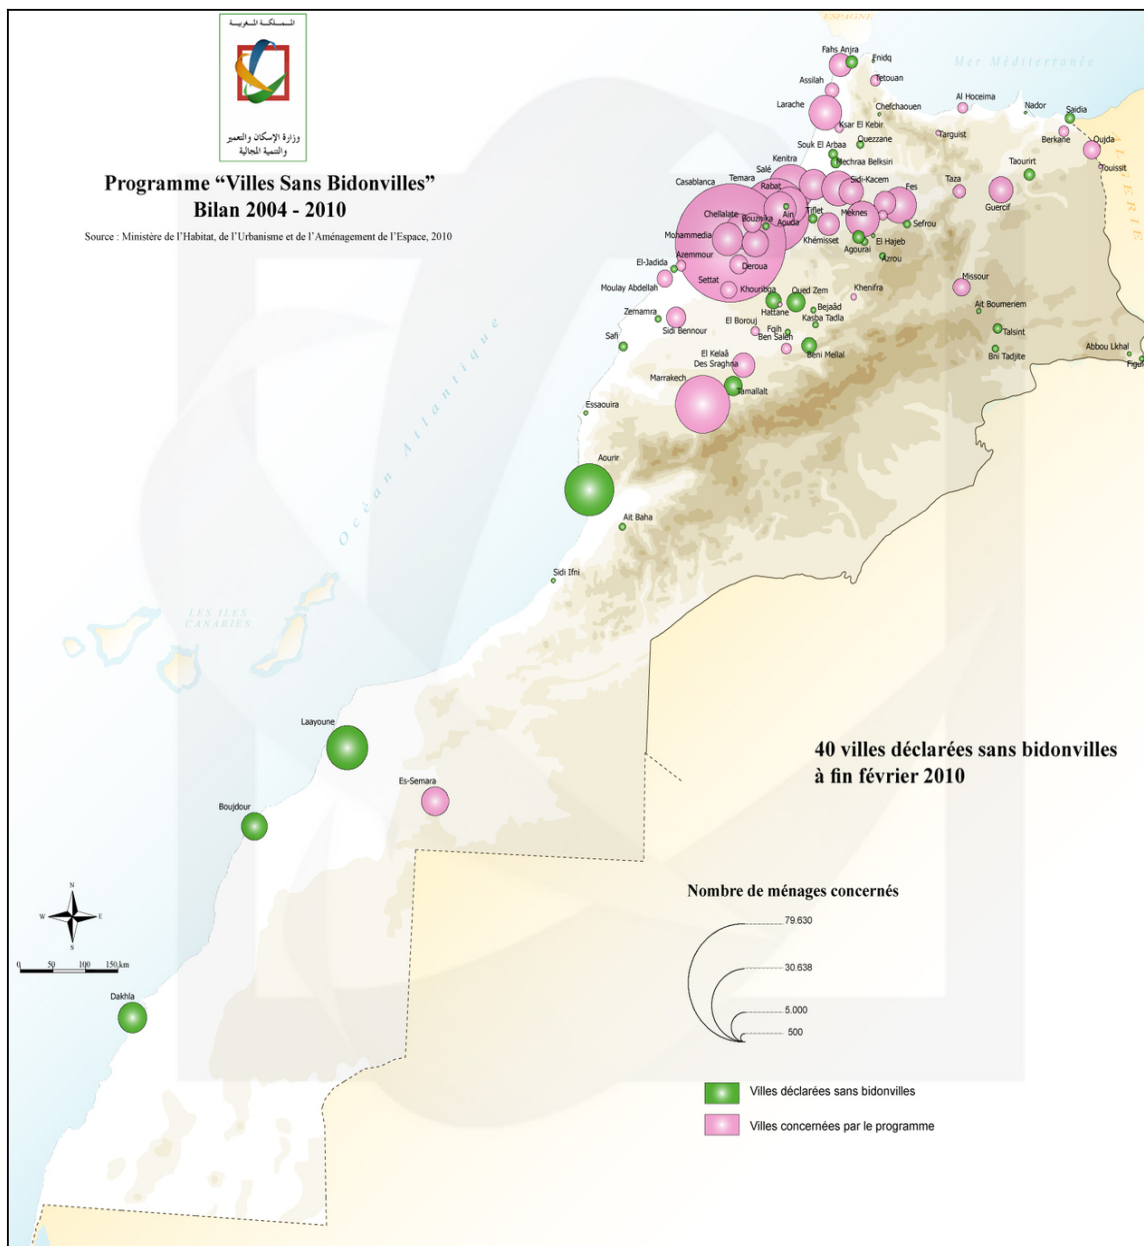 المـمـلـكـة المـغـربـيـة
وزارة الإسكان والتعمير
والتنمية المجالية
Programme “Villes Sans Bidonvilles”
Bilan 2004 - 2010
Source : Ministère de l’Habitat, de l’Urbanisme et de l’Aménagement de l’Espace, 2010
ESPAGNE
Mer Méditerranée
ALGERIE
Océan Atlantique
LES ILES
CANARIES
Fahs Anjra
Fnidq
Assilah
Tetouan
Larache
Chefchaouen
Al Hoceima
Nador
Saidia
Ksar El Kebir
Targuist
Berkane
Oujda
Souk El Arbaa
Ouezzane
Mechraa Belksiri
Touissit
Kenitra
Salé
Taourirt
Temara
Casablanca
Rabat
Sidi-Kacem
Fes
Taza
Guercif
Chellalate
Bouznika
Ain
Aouda
Tiflet
Meknes
Sefrou
Mohammedia
Khémisset
El Hajeb
Agourai
Azrou
Azemmour
El-Jadida
Deroua
Moulay Abdellah
Settat
Khouribga
Oued Zem
Khenifra
Missour
Zemamra
Sidi Bennour
Hattane
Bejaâd
Ait Boumeriem
El Borouj
Kasba Tadla
Talsint
Safi
Fqih
Ben Saleh
Beni Mellal
Bni Tadjite
Abbou Lkhal
Figui
El Kelaâ
Des Sraghna
Marrakech
Tamallalt
Essaouira
Aourir
Ait Baha
Sidi Ifni
Laayoune
Es-Semara
Boujdour
Dakhla
40 villes déclarées sans bidonvilles
à fin février 2010
N
W E
S
0 50 100 150 km
Nombre de ménages concernés
79.630
30.638
5.000
500
Villes déclarées sans bidonvilles
Villes concernées par le programme